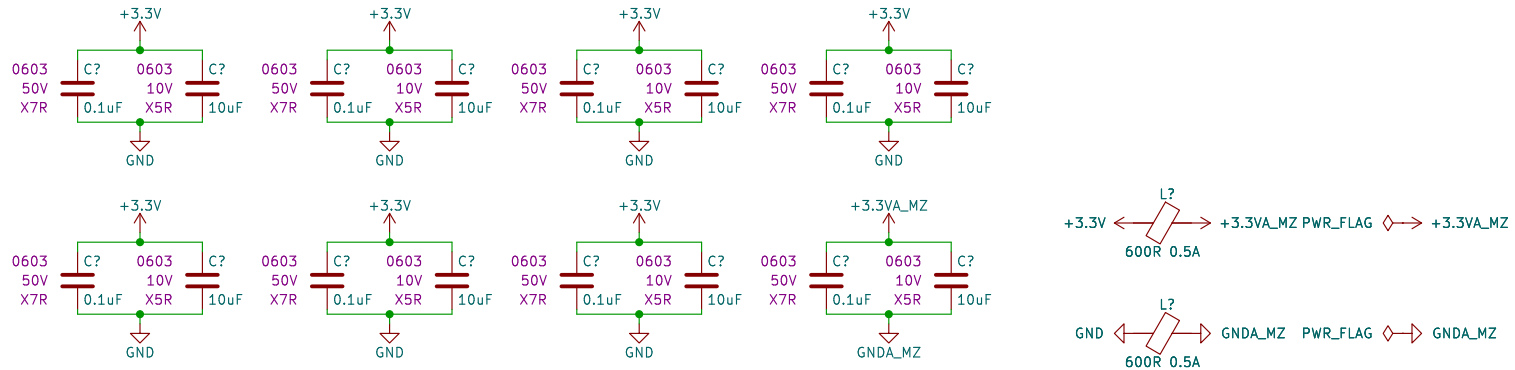 +3.3V +3.3V +3.3V +3.3V
0603 C? 0603 C? 0603 C? 0603 C? 0603 C? 0603 C? 0603 C? 0603 C?
50V 10V 50V 10V 50V 10V 50V 10V
X7R 0.1uF X5R 10uF X7R 0.1uF X5R 10uF X7R 0.1uF X5R 10uF X7R 0.1uF X5R 10uF
GND GND GND GND
+3.3V +3.3V +3.3V +3.3VA_MZ
0603 C? 0603 C? 0603 C? 0603 C? 0603 C? 0603 C? 0603 C? 0603 C?
50V 10V 50V 10V 50V 10V 50V 10V
X7R 0.1uF X5R 10uF X7R 0.1uF X5R 10uF X7R 0.1uF X5R 10uF X7R 0.1uF X5R 10uF
GND GND GND GNDA_MZ
L?
+3.3V +3.3VA_MZ PWR_FLAG +3.3VA_MZ
600R 0.5A
L?
GND GNDA_MZ PWR_FLAG GNDA_MZ
600R 0.5A